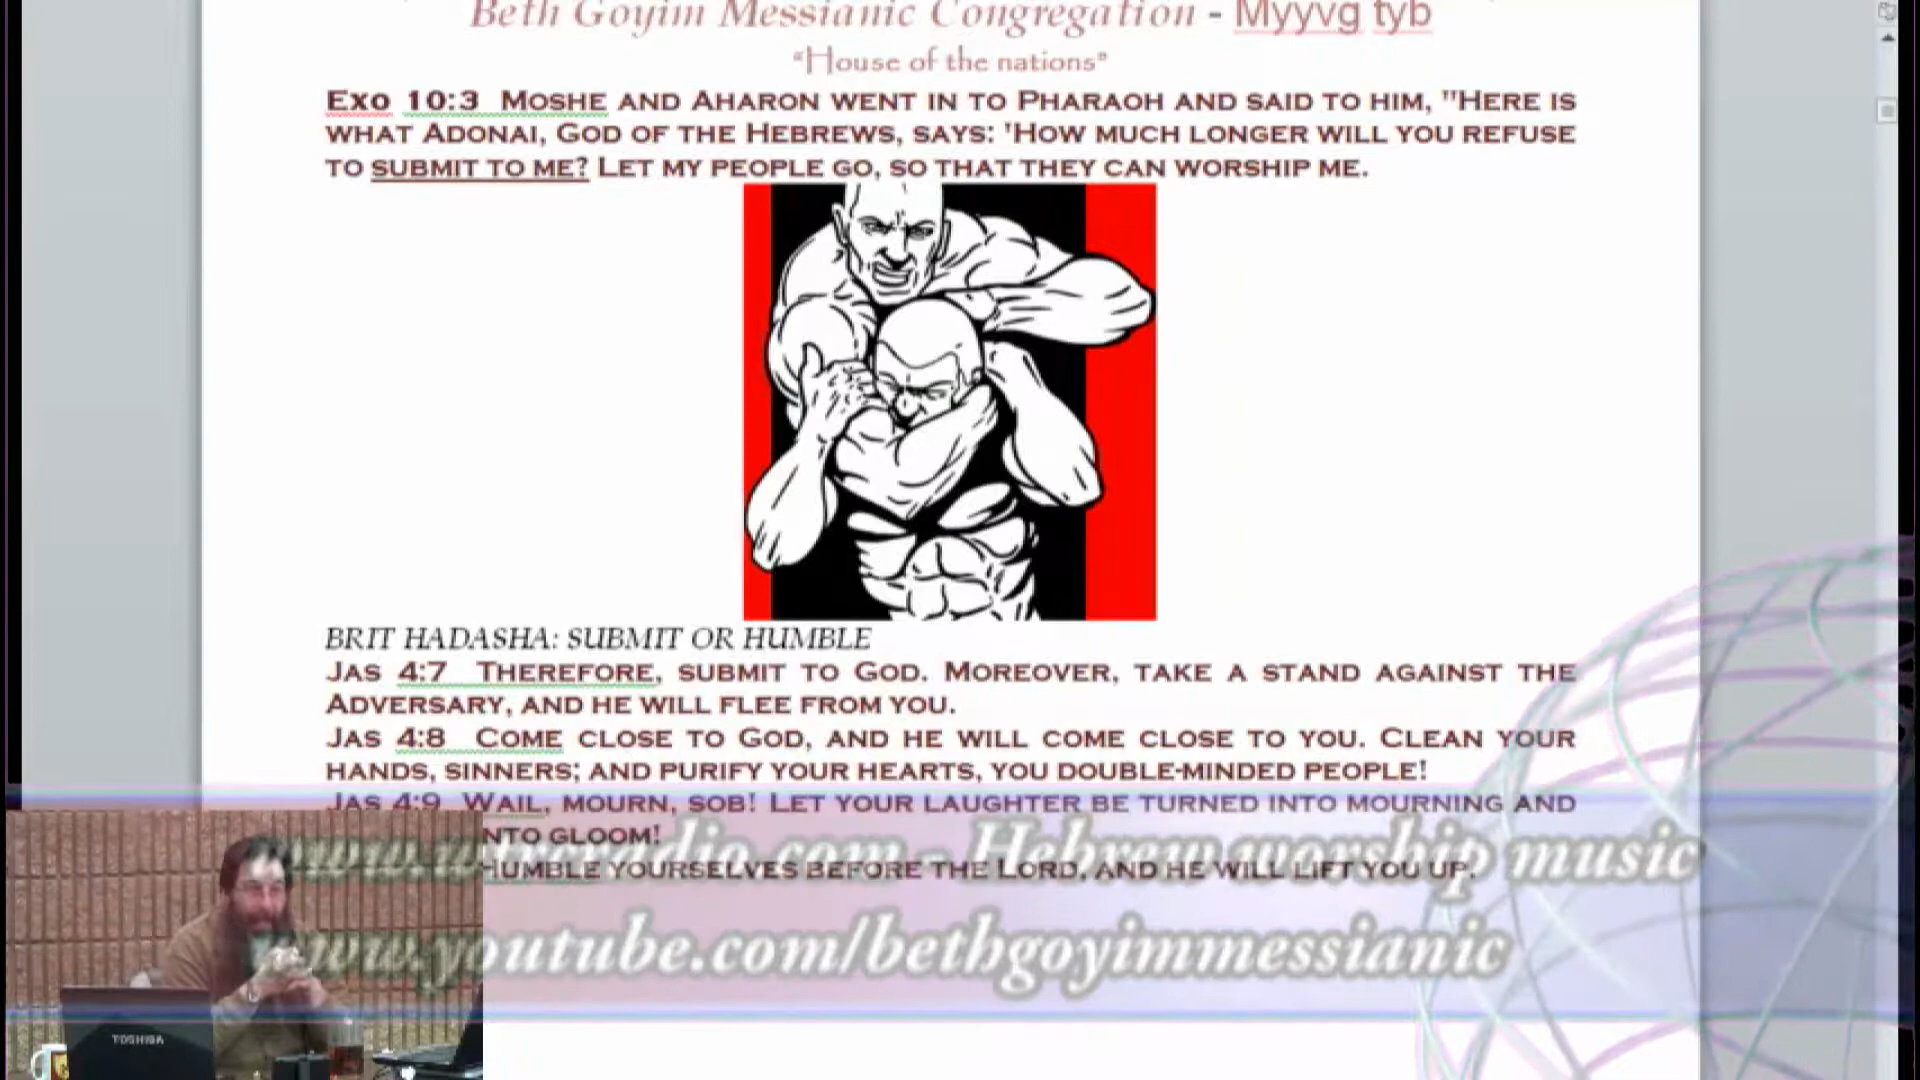 Beth Goyim Messianic Congregation - Myyvg tyb
"House of the nations"
Exo 10:3 Moshe and Aharon went in to Pharaoh and said to him, "Here is
what Adonai, God of the Hebrews, says: 'How much longer will you refuse
to submit to me? Let my people go, so that they can worship me.
BRIT HADASHA: SUBMIT OR HUMBLE
Jas 4:7 Therefore, submit to God. Moreover, take a stand against the
Adversary, and he will flee from you.
Jas 4:8 Come close to God, and he will come close to you. Clean your
hands, sinners; and purify your hearts, you double-minded people!
Jas 4:9 Wail, mourn, sob! Let your laughter be turned into mourning and
nto gloom!
Humble yourselves before the Lord, and he will lift you up.
.com - Hebrew worship music
www.youtube.com/bethgoyimmessianic
TOSHIBA